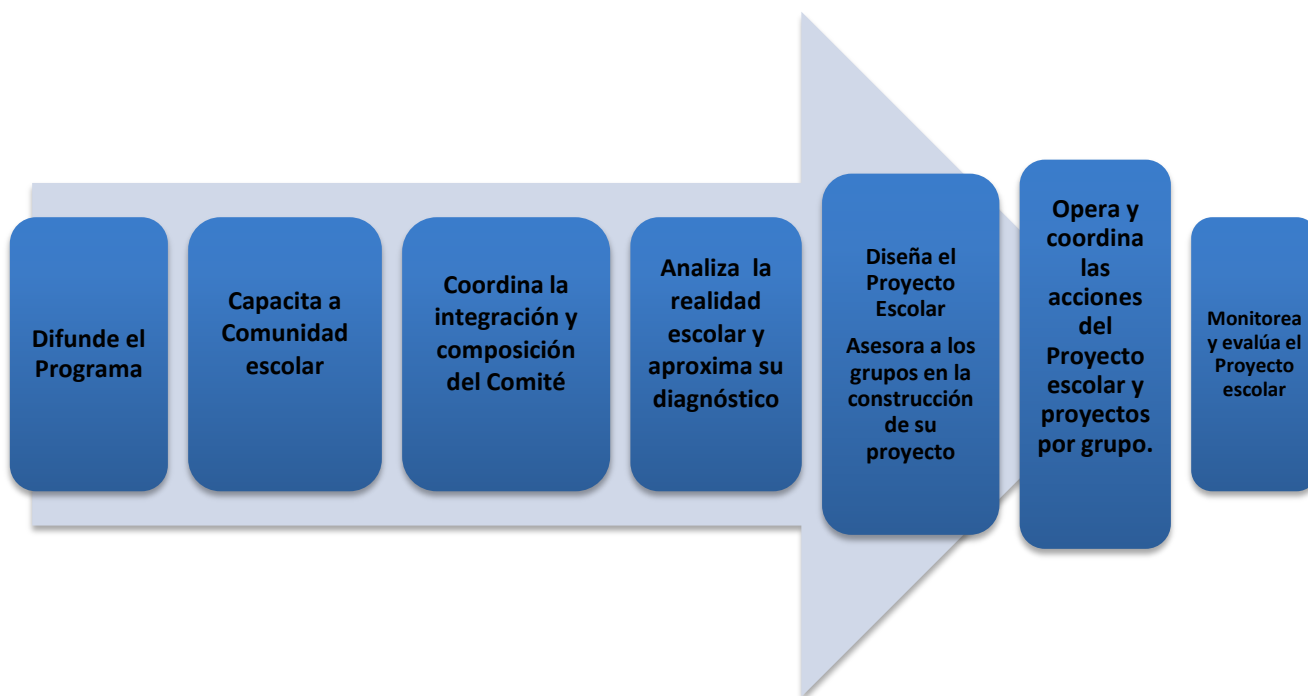 Difunde el
Programa
Capacita a
Comunidad
escolar
Coordina la
integración y
composición
del Comité
Analiza la
realidad
escolar y
aproxima su
diagnóstico
Diseña el
Proyecto
Escolar
Asesora a los
grupos en la
construcción
de su
proyecto
Opera y
coordina
las
acciones
del
Proyecto
escolar y
proyectos
por grupo.
Monitorea
y evalúa el
Proyecto
escolar